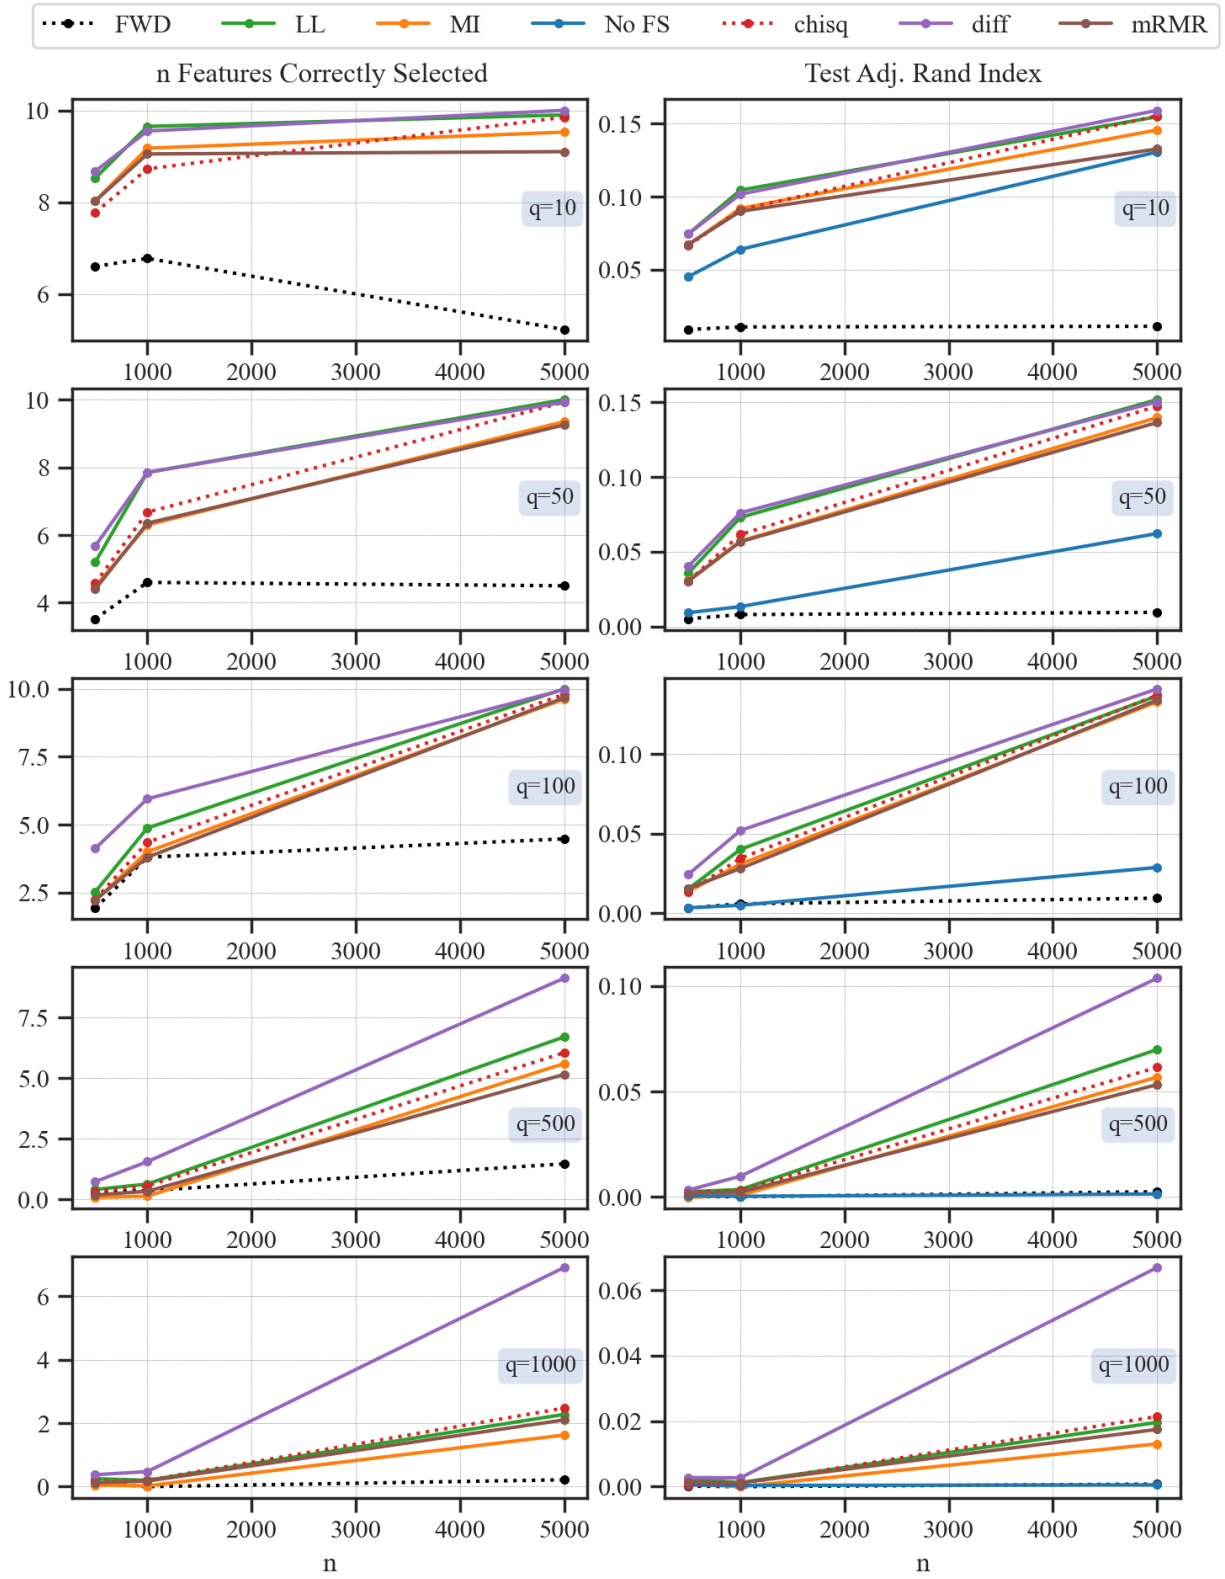 FWD LL MI No FS chisq diff mRMR
n Features Correctly Selected
Test Adj. Rand Index
10
8
6
q=10
1000 2000 3000 4000 5000
0.15
0.10
0.05
q=10
1000 2000 3000 4000 5000
10
8
6
4
q=50
1000 2000 3000 4000 5000
0.15
0.10
0.05
0.00
q=50
1000 2000 3000 4000 5000
10.0
7.5
5.0
2.5
q=100
1000 2000 3000 4000 5000
0.10
0.05
0.00
q=100
1000 2000 3000 4000 5000
7.5
5.0
2.5
0.0
q=500
1000 2000 3000 4000 5000
0.10
0.05
0.00
q=500
1000 2000 3000 4000 5000
6
4
2
0
q=1000
1000 2000 3000 4000 5000
n
0.06
0.04
0.02
0.00
q=1000
1000 2000 3000 4000 5000
n